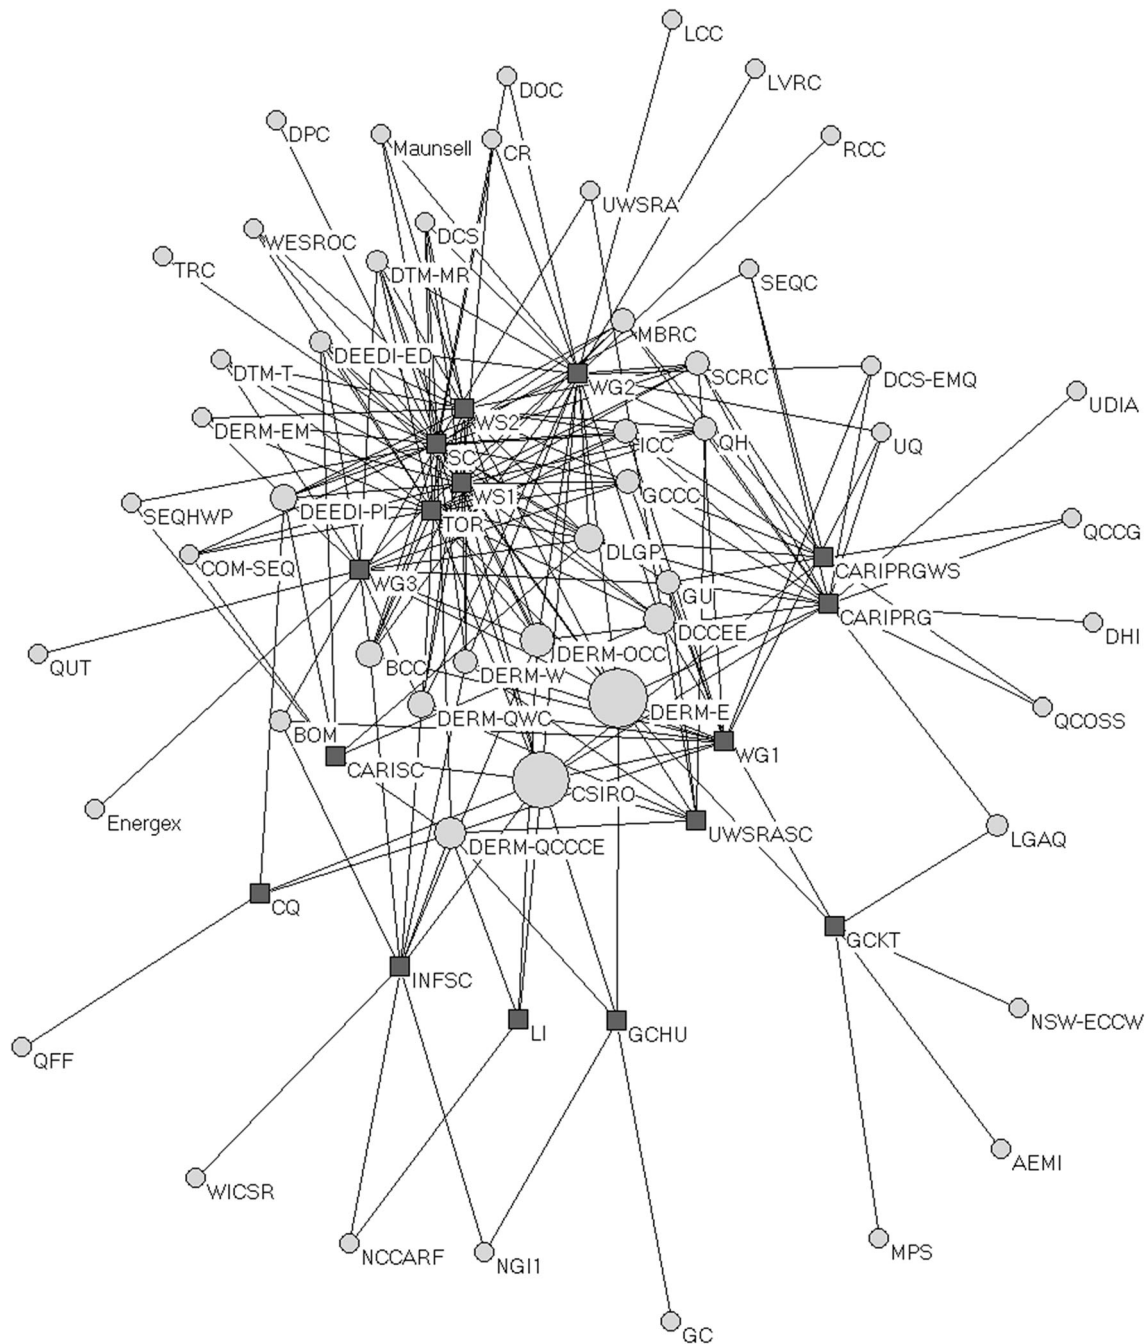 LCC
LVRC
DOC
DPC
Maunsell
CR
RCC
UWSRA
WESROC
DCS
TRC
DTM-MR
SEQC
MBRC
DEEDI-ED
DTM-T
WG2
SCRC
DCS-EMQ
UDIA
WS2
DERM-EM
SC
ICC
QH
UQ
WS1
GCCC
SEQHWP
DEEDI-PI
TOR
QCCG
DLGP
COM-SEQ
WG3
CARIPRGWS
GU
CARIPRG
DCCEE
DHI
QUT
BCC
DERM-OCC
DERM-W
DERM-E
DERM-QWC
QCOSS
BOM
WG1
CARISC
CSIRO
Energex
UWSRASC
LGAQ
DERM-QCCCE
CQ
GCKT
INFSC
NSW-ECCW
LI
GCHU
QFF
AEMI
WICSR
MPS
NCCARF
NGI1
GC